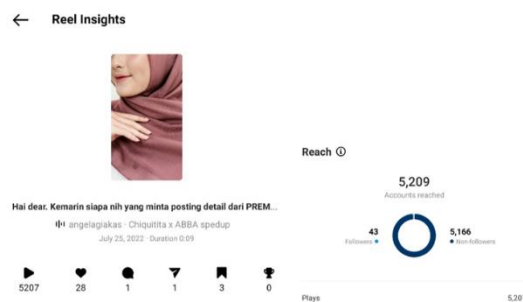 Reel Insights
Hai dear. Kemarin siapa nih yang minta posting detail dari PREM...
angelagiakas · Chiquitita x ABBA spedup
July 25, 2022 · Duration 0:09
5207 28 1 1 3 0
Reach
5,209
Accounts reached
43
Followers
5,166
Non-followers
Plays